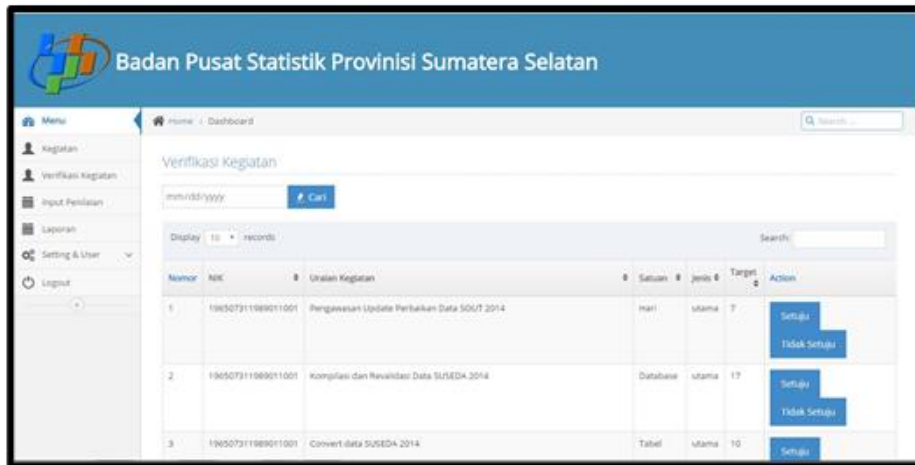 Badan Pusat Statistik Provinisi Sumatera Selatan
Menu
Home Dashboard
Search ...
Kegiatan
Verifikasi Kegiatan
Input Penilaian
Laporan
Setting & User
Logout
Verifikasi Kegiatan
mm/dd/yyyy Cari
Display 10 records Search:
Nomor NIK Uraian Kegiatan Satuan Jenis Target Action
1 196507311989011001 Pengawasan Update Perbaikan Data SOUT 2014 Hari utama 7 Setuju
Tidak Setuju
2 196507311989011001 Kompilasi dan Revalidasi Data SUSEDA 2014 Database utama 17 Setuju
Tidak Setuju
3 196507311989011001 Convert data SUSEDA 2014 Tabel utama 10 Setuju